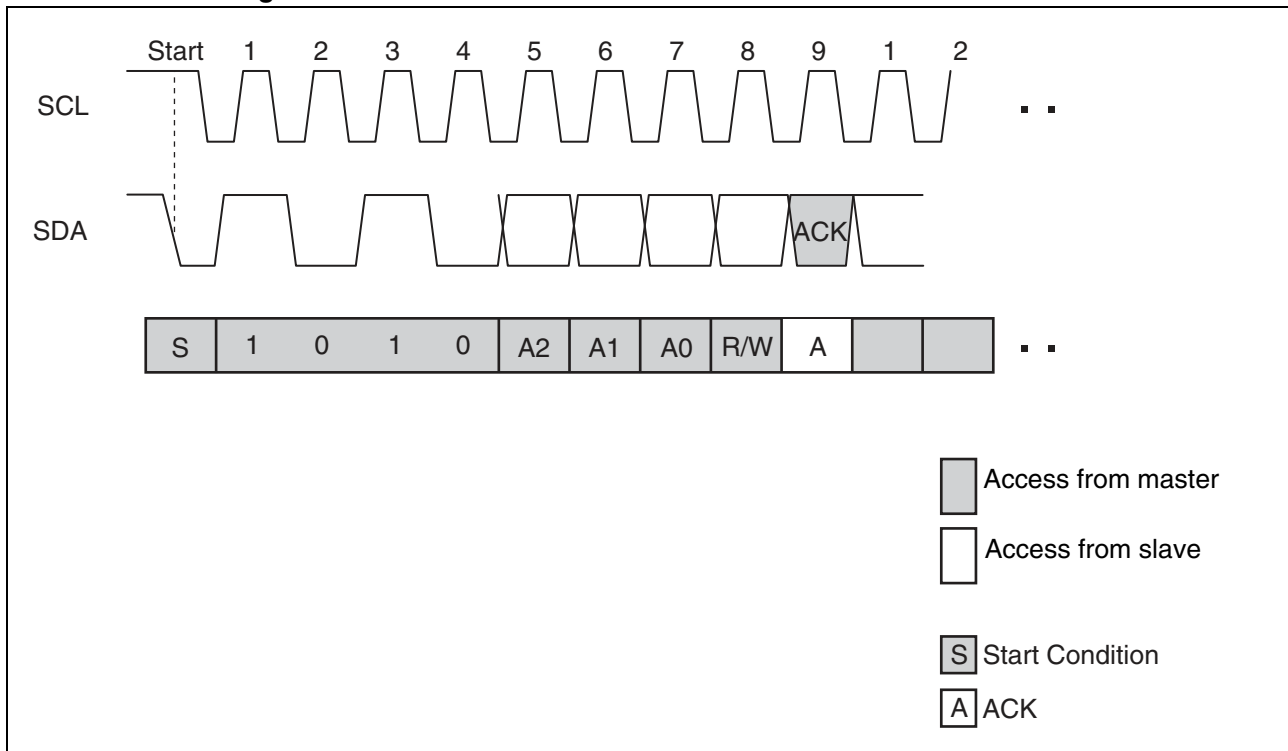 Start 1 2 3 4 5 6 7 8 9 1 2
SCL
SDA
ACK
S 1 0 1 0 A2 A1 A0 R/W A
Access from master
Access from slave
S Start Condition
A ACK